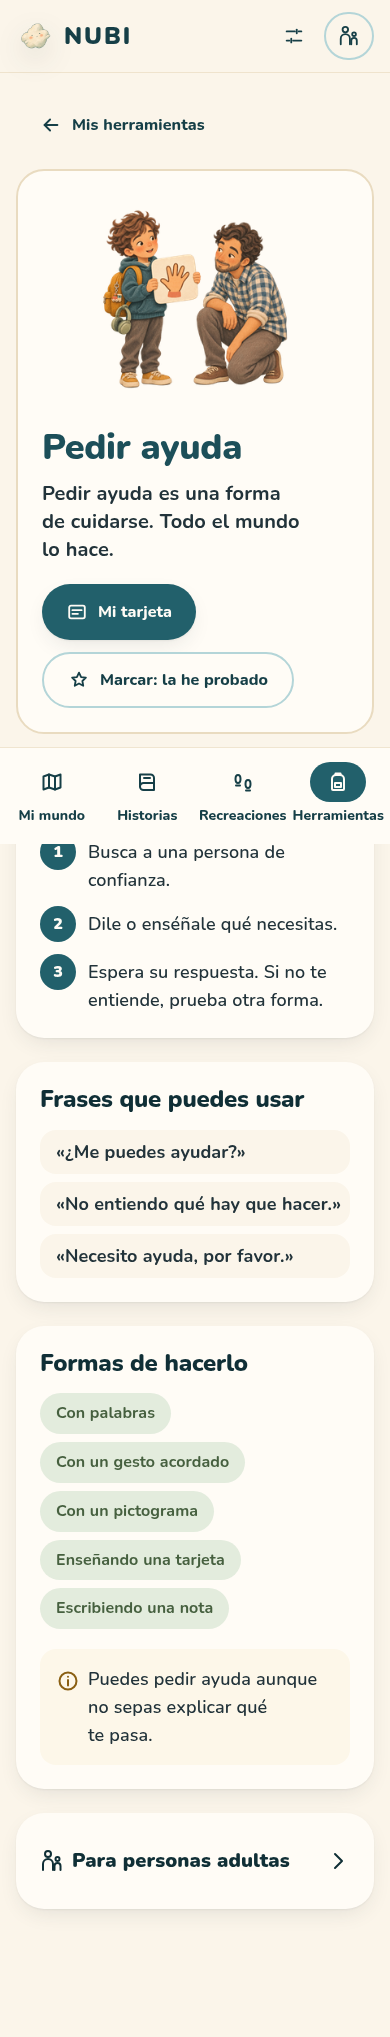 NUBI
Mis herramientas
Pedir ayuda
Pedir ayuda es una forma
de cuidarse. Todo el mundo
lo hace.
Mi tarjeta
Marcar: la he probado
Mi mundo
Historias
Recreaciones
Herramientas
1 Busca a una persona de
confianza.
2 Dile o enséñale qué necesitas.
3 Espera su respuesta. Si no te
entiende, prueba otra forma.
Frases que puedes usar
«¿Me puedes ayudar?»
«No entiendo qué hay que hacer.»
«Necesito ayuda, por favor.»
Formas de hacerlo
Con palabras
Con un gesto acordado
Con un pictograma
Enseñando una tarjeta
Escribiendo una nota
Puedes pedir ayuda aunque
no sepas explicar qué
te pasa.
Para personas adultas